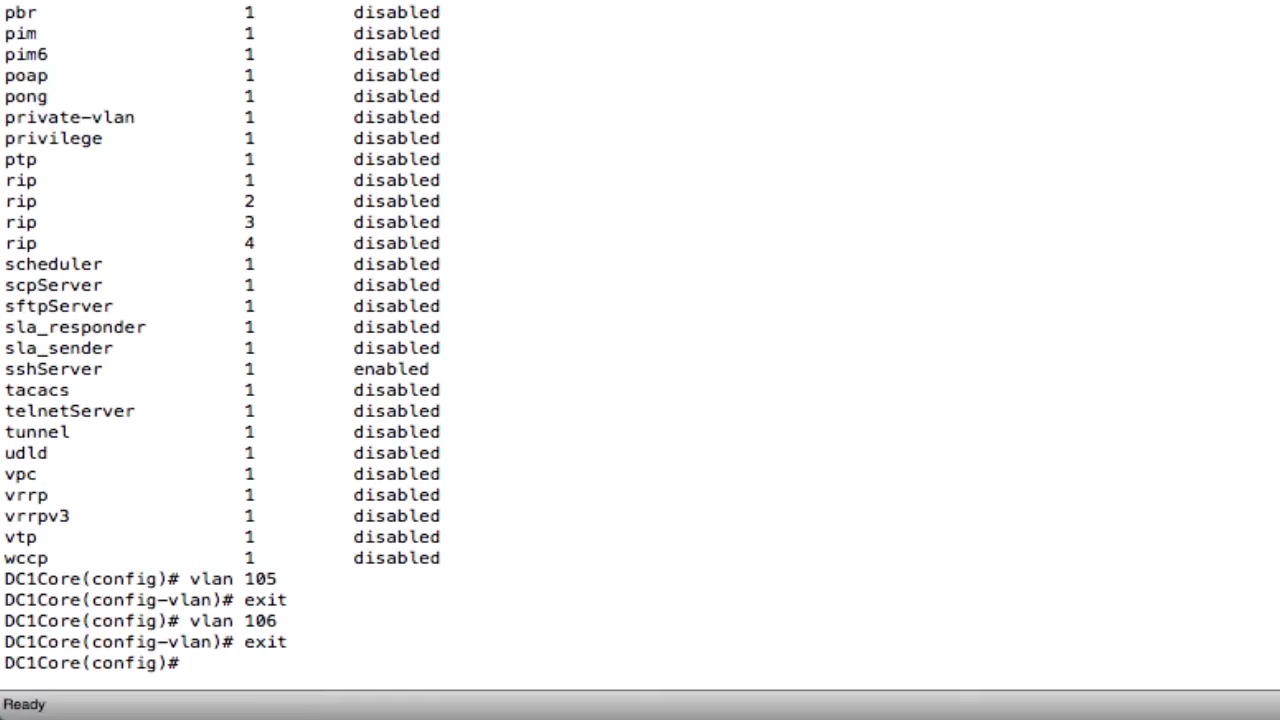 pbr 1 disabled
pim 1 disabled
pim6 1 disabled
poap 1 disabled
pong 1 disabled
private-vlan 1 disabled
privilege 1 disabled
ptp 1 disabled
rip 1 disabled
rip 2 disabled
rip 3 disabled
rip 4 disabled
scheduler 1 disabled
scpServer 1 disabled
sftpServer 1 disabled
sla_responder 1 disabled
sla_sender 1 disabled
sshServer 1 enabled
tacacs 1 disabled
telnetServer 1 disabled
tunnel 1 disabled
udld 1 disabled
vpc 1 disabled
vrrp 1 disabled
vrrpv3 1 disabled
vtp 1 disabled
wccp 1 disabled
DC1Core(config)# vlan 105
DC1Core(config-vlan)# exit
DC1Core(config)# vlan 106
DC1Core(config-vlan)# exit
DC1Core(config)#
Ready